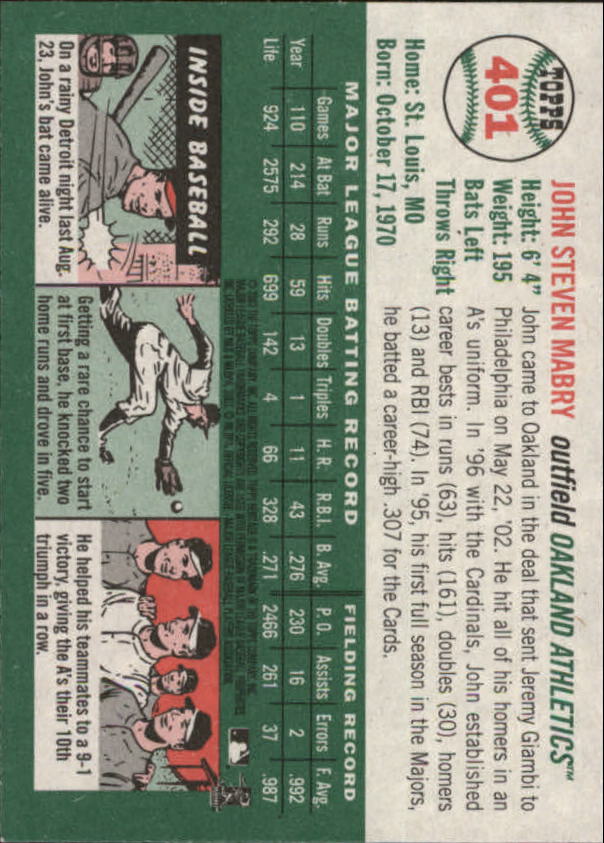 TOPPS
401
JOHN STEVEN MABRY outfield OAKLAND ATHLETICS™
Height: 6' 4"
Weight: 195
Bats Left
Throws Right
Home: St. Louis, MO
Born: October 17, 1970
John came to Oakland in the deal that sent Jeremy Giambi to
Philadelphia on May 22, '02. He hit all of his homers in an
A's uniform. In '96 with the Cardinals, John established
career bests in runs (63), hits (161), doubles (30), homers
(13) and RBI (74). In '95, his first full season in the Majors,
he batted a career-high .307 for the Cards.
MAJOR LEAGUE BATTING RECORD FIELDING RECORD
Year Games At Bat Runs Hits Doubles Triples H. R. R.B.I. B. Avg. P. O. Assists Errors F. Avg.
110 214 28 59 13 1 11 43 .276 230 16 2 .992
Life 924 2575 292 699 142 4 66 328 .271 2466 261 37 .987
INSIDE BASEBALL
On a rainy Detroit night last Aug.
23, John's bat came alive.
Getting a rare chance to start
at first base, he knocked two
home runs and drove in five.
He helped his teammates to a 9-1
victory, giving the A's their 10th
triumph in a row.